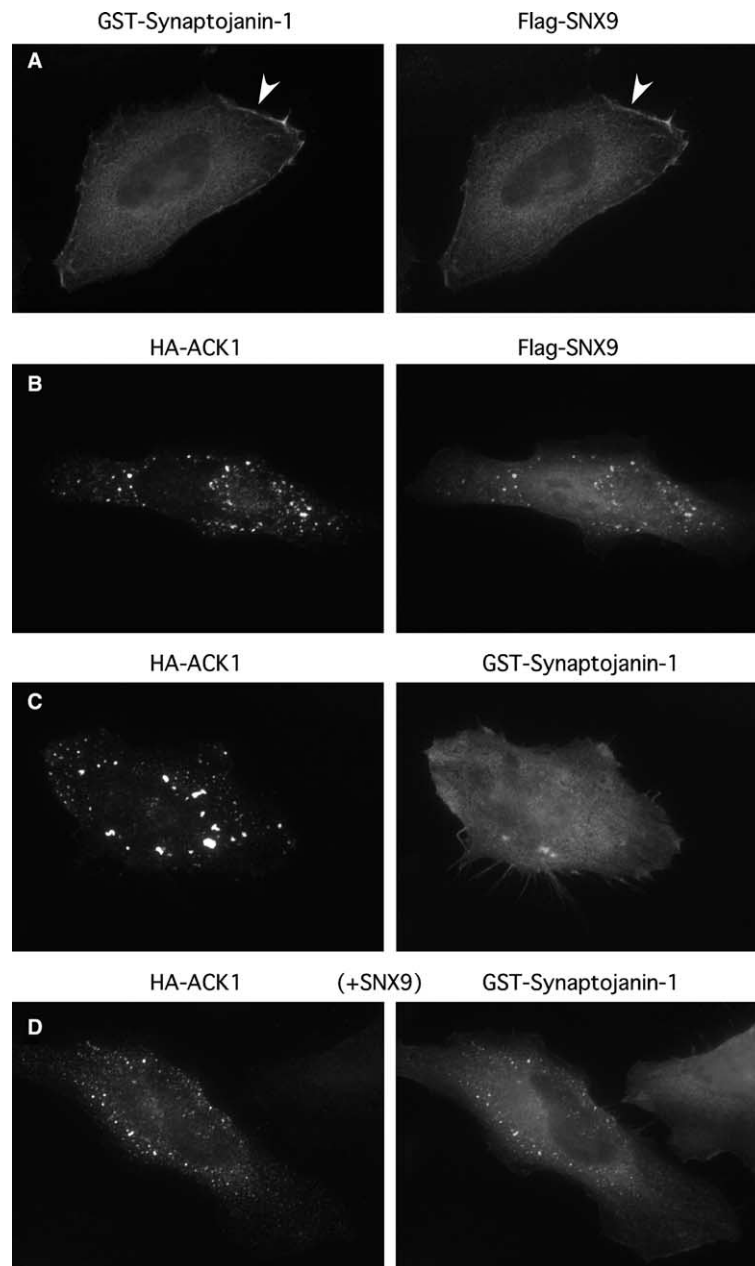 GST-Synaptojanin-1 Flag-SNX9
A
HA-ACK1 Flag-SNX9
B
HA-ACK1 GST-Synaptojanin-1
C
HA-ACK1 (+SNX9) GST-Synaptojanin-1
D